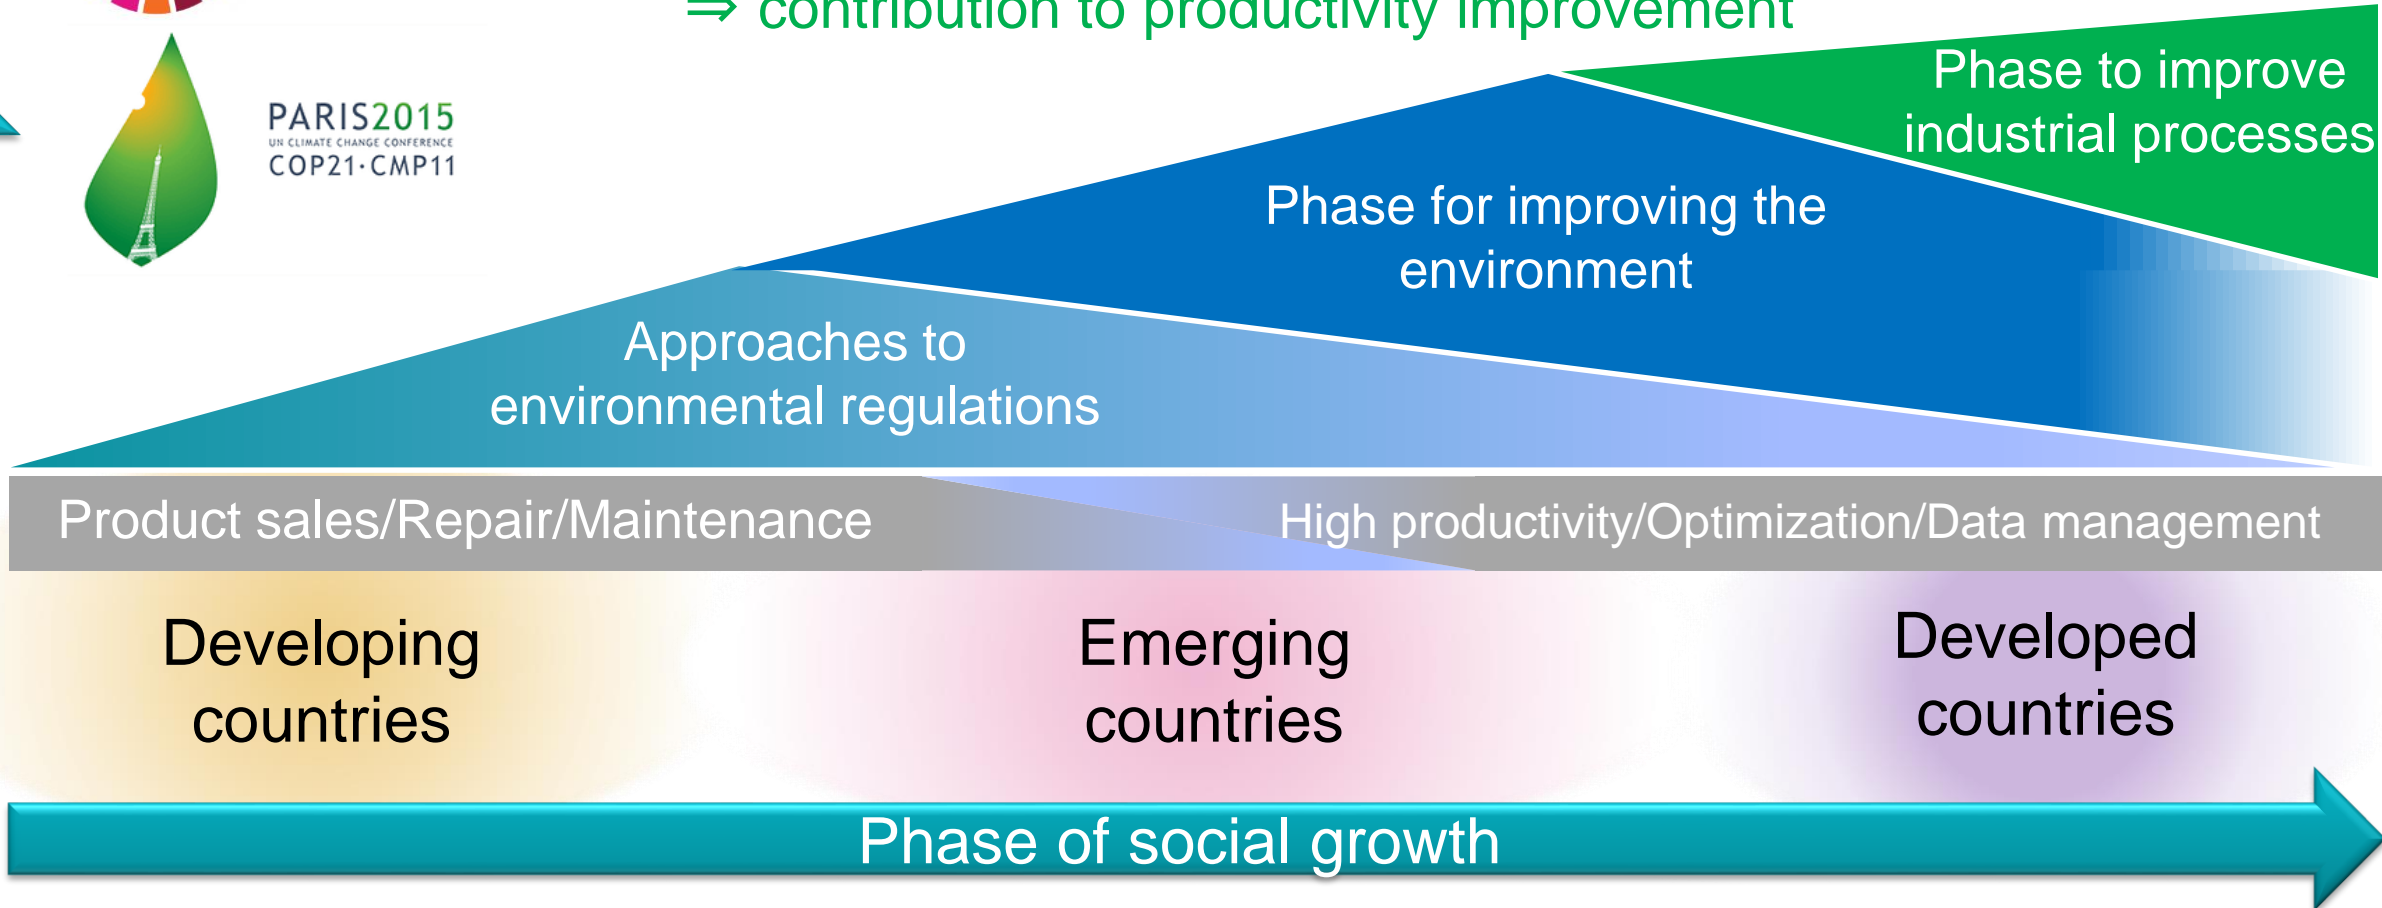 ⇒ contribution to productivity improvement
PARIS2015
UN CLIMATE CHANGE CONFERENCE
COP21·CMP11
Phase to improve
industrial processes
Phase for improving the
environment
Approaches to
environmental regulations
Product sales/Repair/Maintenance
High productivity/Optimization/Data management
Developing
countries
Emerging
countries
Developed
countries
Phase of social growth